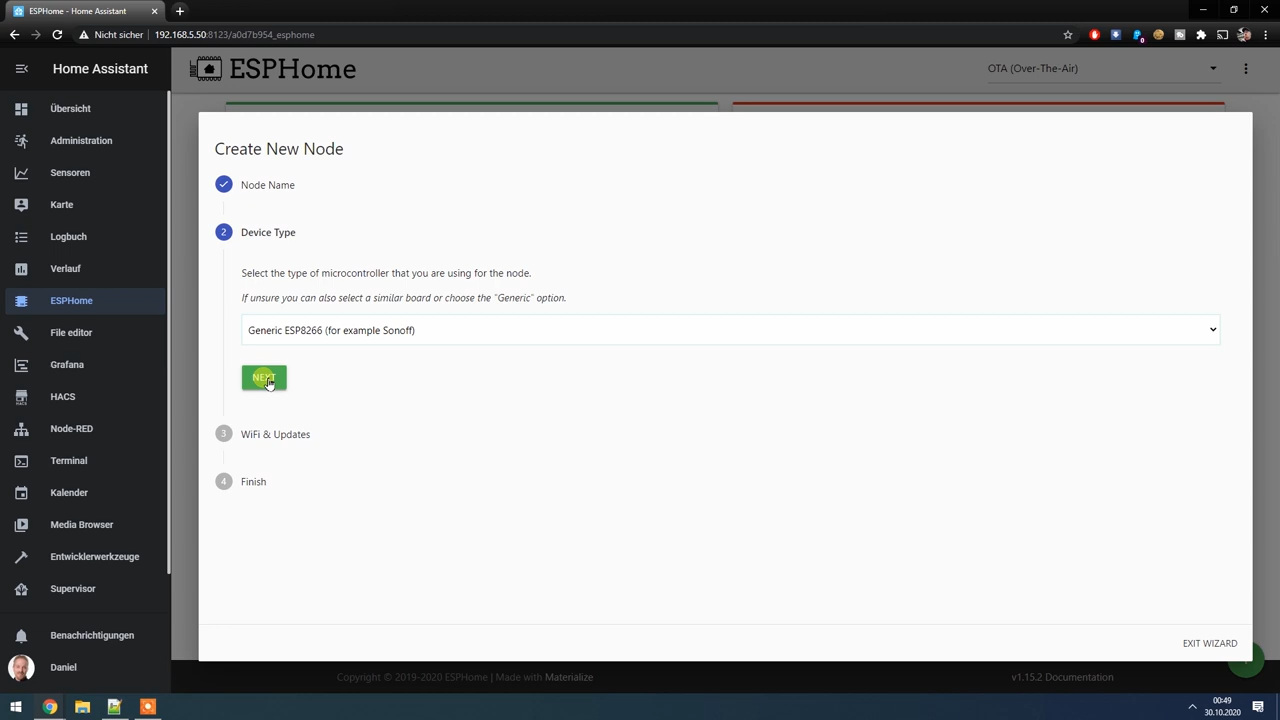 ESPHome - Home Assistant
Nicht sicher
192.168.5.50:8123/a0d7b954_esphome
Home Assistant
ESPHome
OTA (Over-The-Air)
Übersicht
Administration
Sensoren
Karte
Logbuch
Verlauf
ESPHome
File editor
Grafana
HACS
Node-RED
Terminal
Kalender
Media Browser
Entwicklerwerkzeuge
Supervisor
Benachrichtigungen
Daniel
Create New Node
Node Name
2
Device Type
Select the type of microcontroller that you are using for the node.
If unsure you can also select a similar board or choose the "Generic" option.
Generic ESP8266 (for example Sonoff)
NEXT
3
WiFi & Updates
4
Finish
EXIT WIZARD
Copyright © 2019-2020 ESPHome | Made with Materialize
v1.15.2 Documentation
00:49
30.10.2020